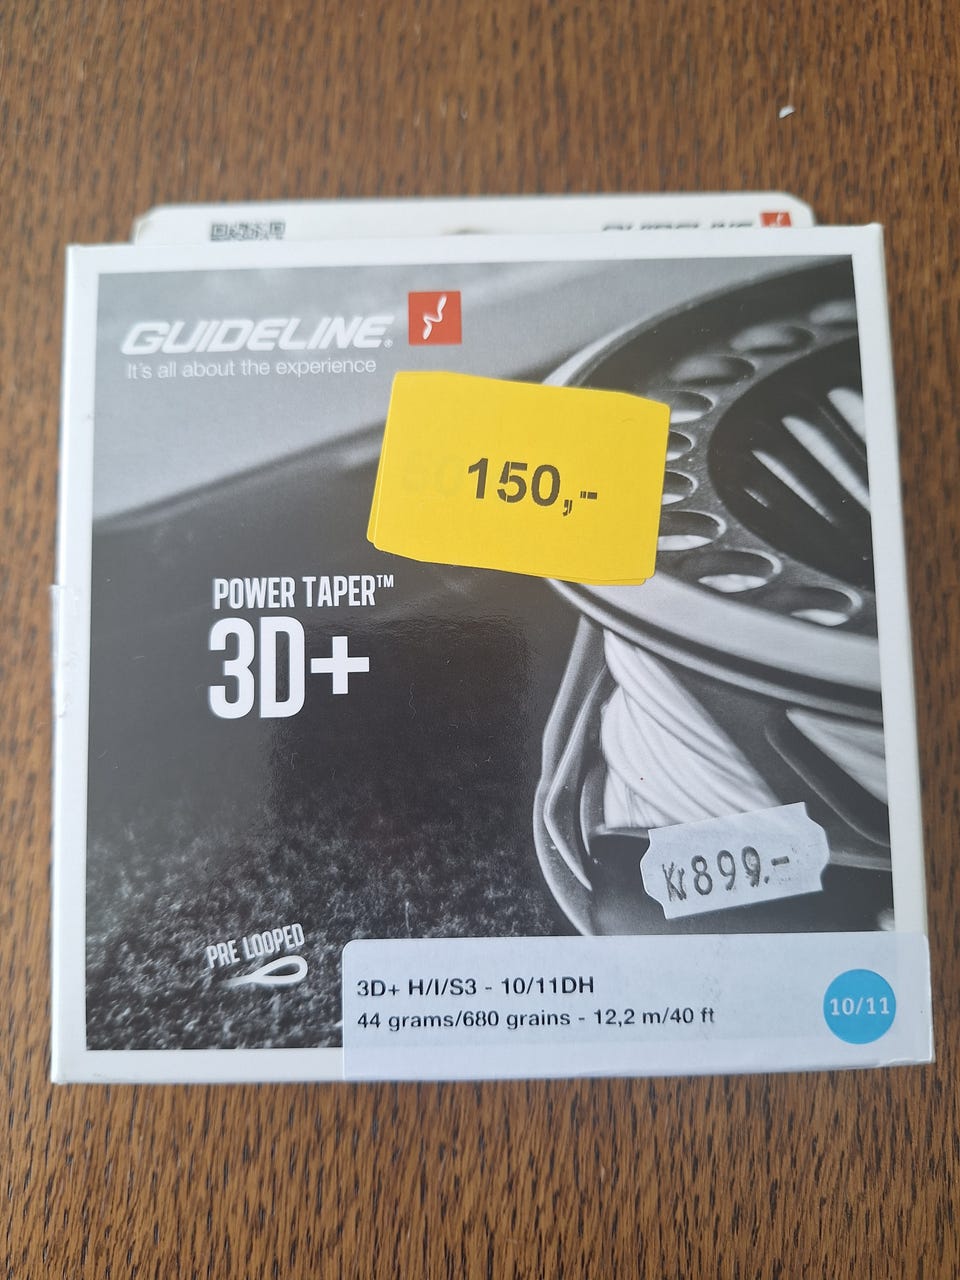 GUIDELINE
GUIDELINE®
It's all about the experience
150,-
POWER TAPER™
3D+
Kr 899.-
PRE LOOPED
3D+ H/I/S3 - 10/11DH
44 grams/680 grains - 12,2 m/40 ft
10/11